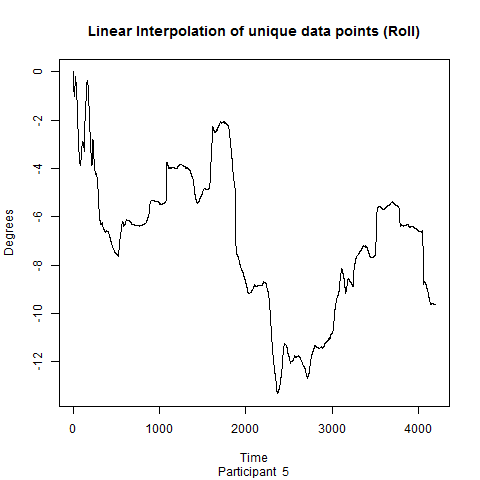 Linear Interpolation of unique data points (Roll)
Degrees
0
-2
-4
-6
-8
-10
-12
0 1000 2000 3000 4000
Time
Participant 5